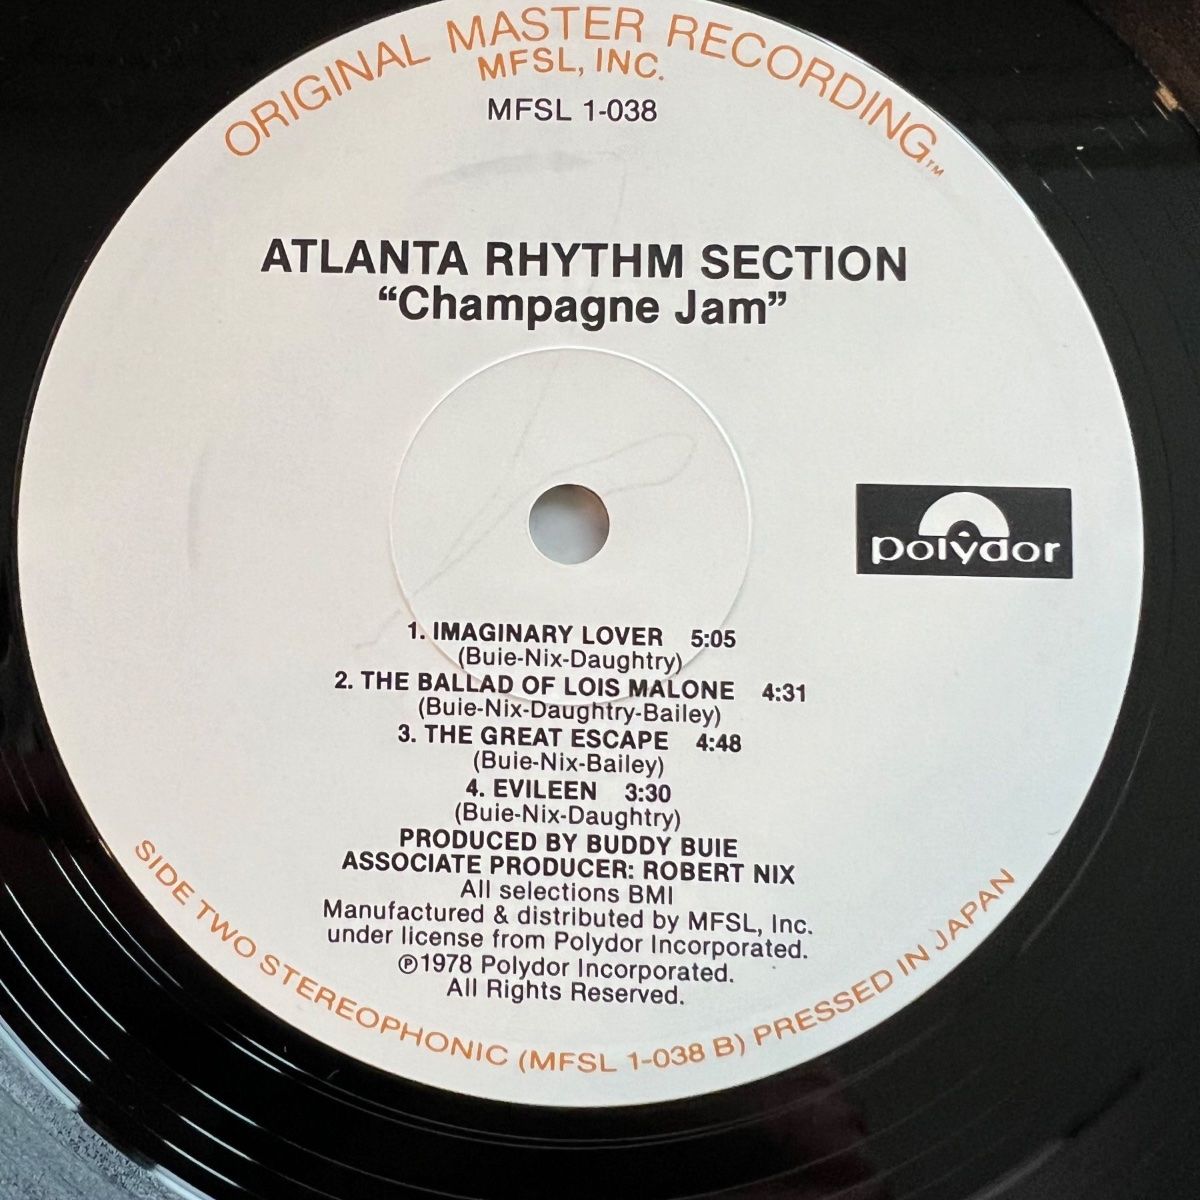 ORIGINAL MASTER RECORDING™
MFSL, INC.
MFSL 1-038
ATLANTA RHYTHM SECTION
“Champagne Jam”
polydor
1. IMAGINARY LOVER 5:05
(Buie-Nix-Daughtry)
2. THE BALLAD OF LOIS MALONE 4:31
(Buie-Nix-Daughtry-Bailey)
3. THE GREAT ESCAPE 4:48
(Buie-Nix-Bailey)
4. EVILEEN 3:30
(Buie-Nix-Daughtry)
PRODUCED BY BUDDY BUIE
ASSOCIATE PRODUCER: ROBERT NIX
All selections BMI
Manufactured & distributed by MFSL, Inc.
under license from Polydor Incorporated.
℗1978 Polydor Incorporated.
All Rights Reserved.
SIDE TWO STEREOPHONIC (MFSL 1-038 B) PRESSED IN JAPAN